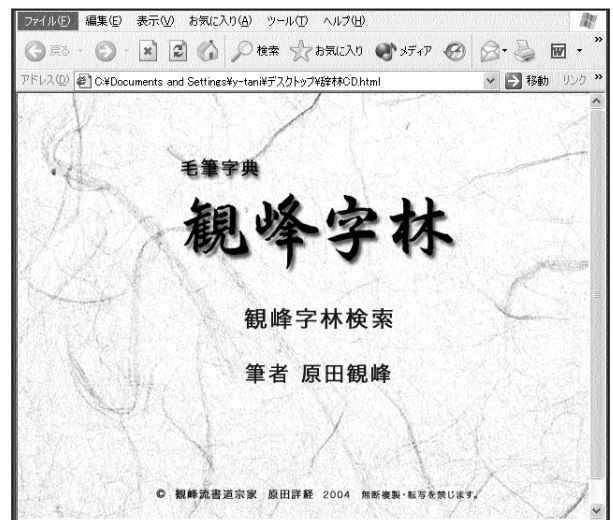 ファイル(F) 編集(E) 表示(V) お気に入り(A) ツール(T) ヘルプ(H)
戻る 検索 お気に入り メディア
アドレス(D) C:¥Documents and Settings¥y-tani¥デスクトップ¥辞林CD.html 移動 リンク »
毛筆字典
観峰字林
観峰字林検索
筆者 原田観峰
© 観峰流書道宗家 原田詳経 2004 無断複製・転写を禁じます。